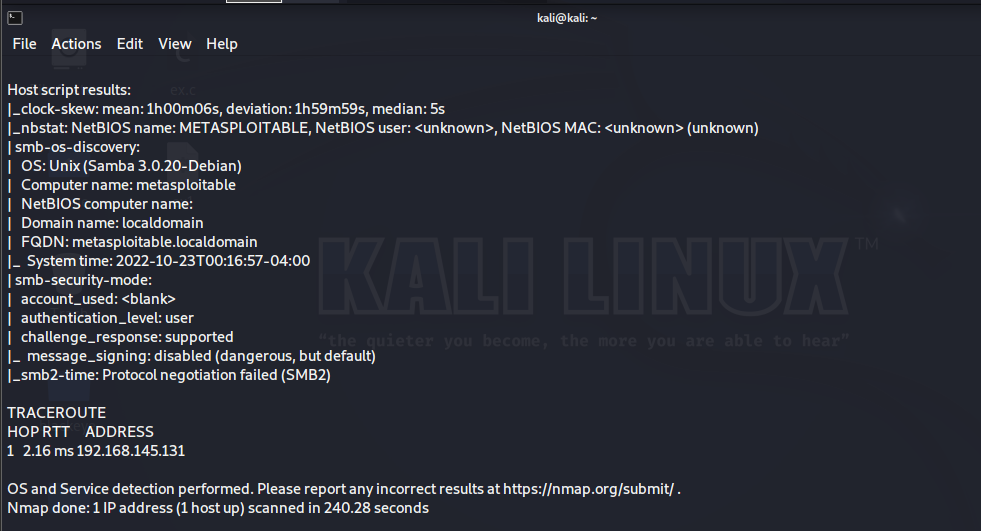 kali@kali: ~
File Actions Edit View Help
ex.c
Host script results:
|_clock-skew: mean: 1h00m06s, deviation: 1h59m59s, median: 5s
|_nbstat: NetBIOS name: METASPLOITABLE, NetBIOS user: <unknown>, NetBIOS MAC: <unknown> (unknown)
| smb-os-discovery:
|   OS: Unix (Samba 3.0.20-Debian)
|   Computer name: metasploitable
|   NetBIOS computer name:
|   Domain name: localdomain
|   FQDN: metasploitable.localdomain
|_  System time: 2022-10-23T00:16:57-04:00
| smb-security-mode:
|   account_used: <blank>
|   authentication_level: user
|   challenge_response: supported
|_  message_signing: disabled (dangerous, but default)
|_smb2-time: Protocol negotiation failed (SMB2)
KALI LINUX ™
"the quieter you become, the more you are able to hear"
TRACEROUTE
HOP RTT     ADDRESS
1   2.16 ms 192.168.145.131
OS and Service detection performed. Please report any incorrect results at https://nmap.org/submit/ .
Nmap done: 1 IP address (1 host up) scanned in 240.28 seconds